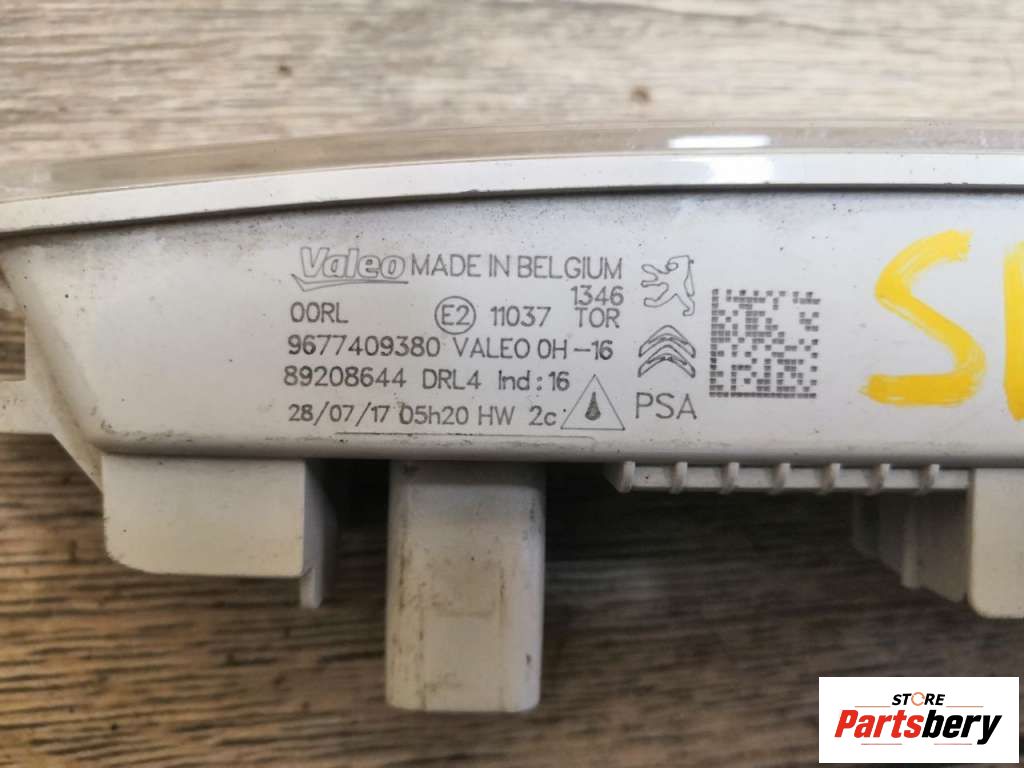 Valeo MADE IN BELGIUM
1346
00RL E2 11037 TOR
9677409380 VALEO 0H-16
89208644 DRL4 Ind:16
28/07/17 05h20 HW 2c
PSA
STORE
Partsbery